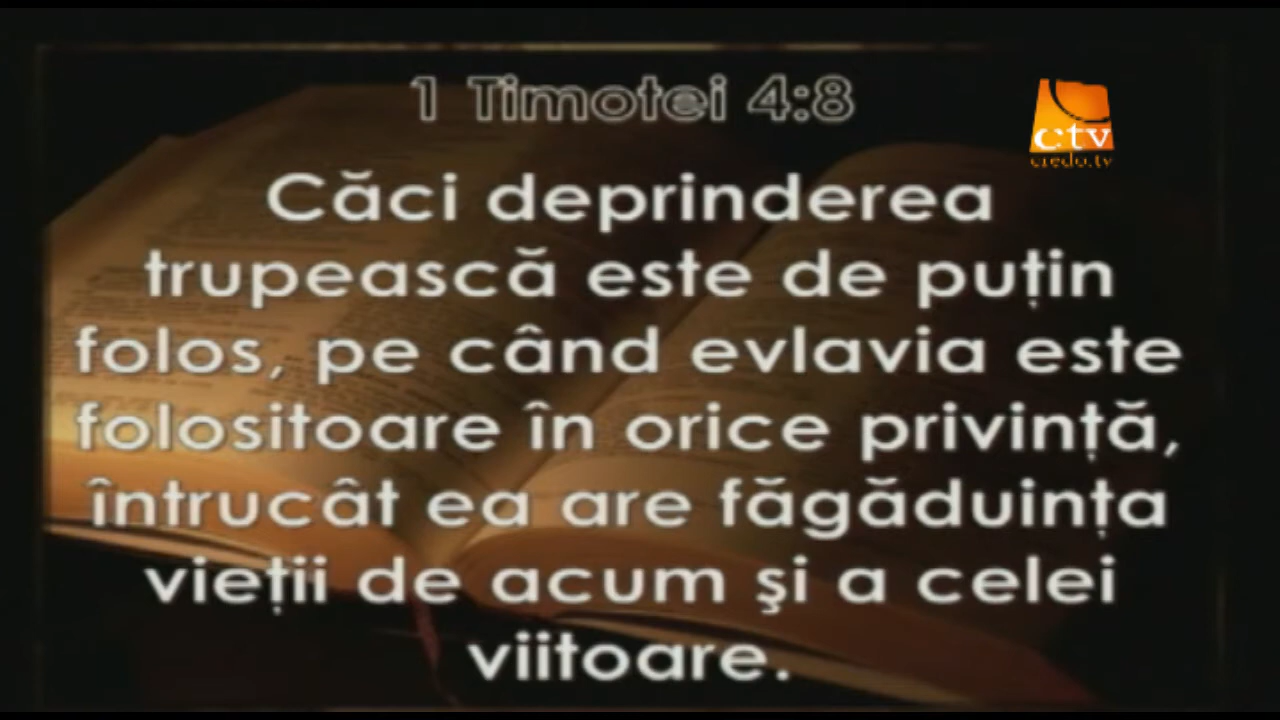 1 Timotei 4:8
ctv
credo.tv
Căci deprinderea
trupească este de puțin
folos, pe când evlavia este
folositoare în orice privință,
întrucât ea are făgăduința
vieții de acum şi a celei
viitoare.